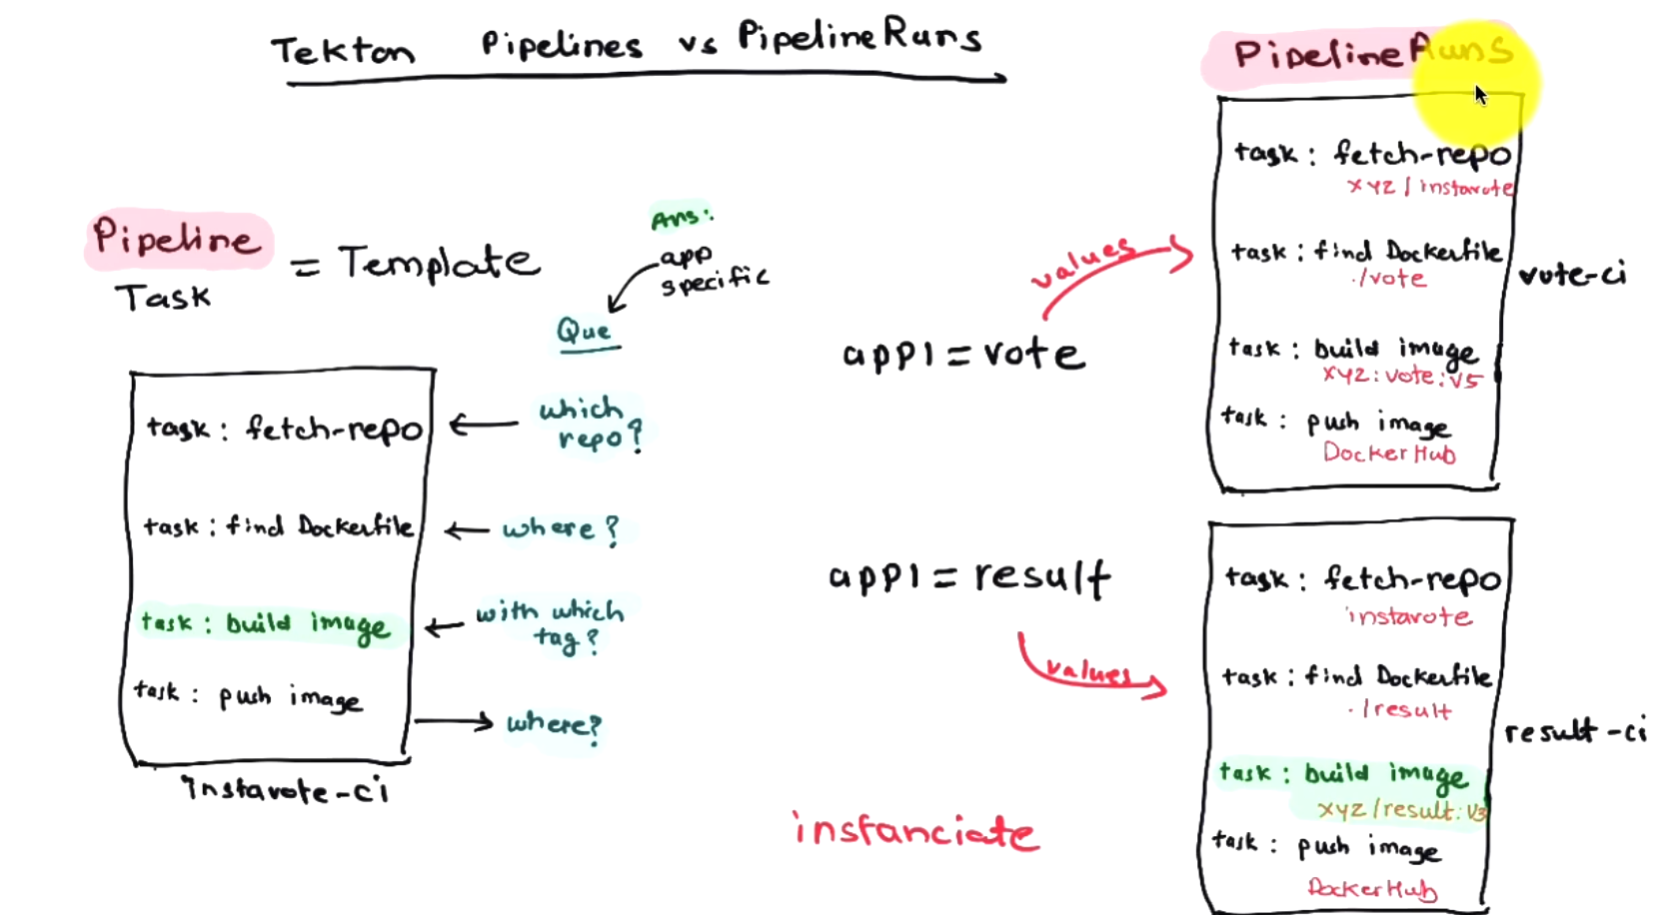 Tekton Pipelines vs PipelineRuns
Pipeline
Task
= Template
Ans:
app
specific
Que
task: fetch-repo
which
repo?
task: find Dockerfile
where?
task: build image
with which
tag?
task: push image
where?
instavote-ci
app1 = vote
values
app1 = result
values
instanciate
PipelineRuns
task: fetch-repo
xyz/instavote
task: find Dockerfile
./vote
task: build image
xyz:vote:v5
task: push image
DockerHub
vote-ci
task: fetch-repo
instavote
task: find Dockerfile
./result
task: build image
xyz/result:v3
task: push image
DockerHub
result-ci